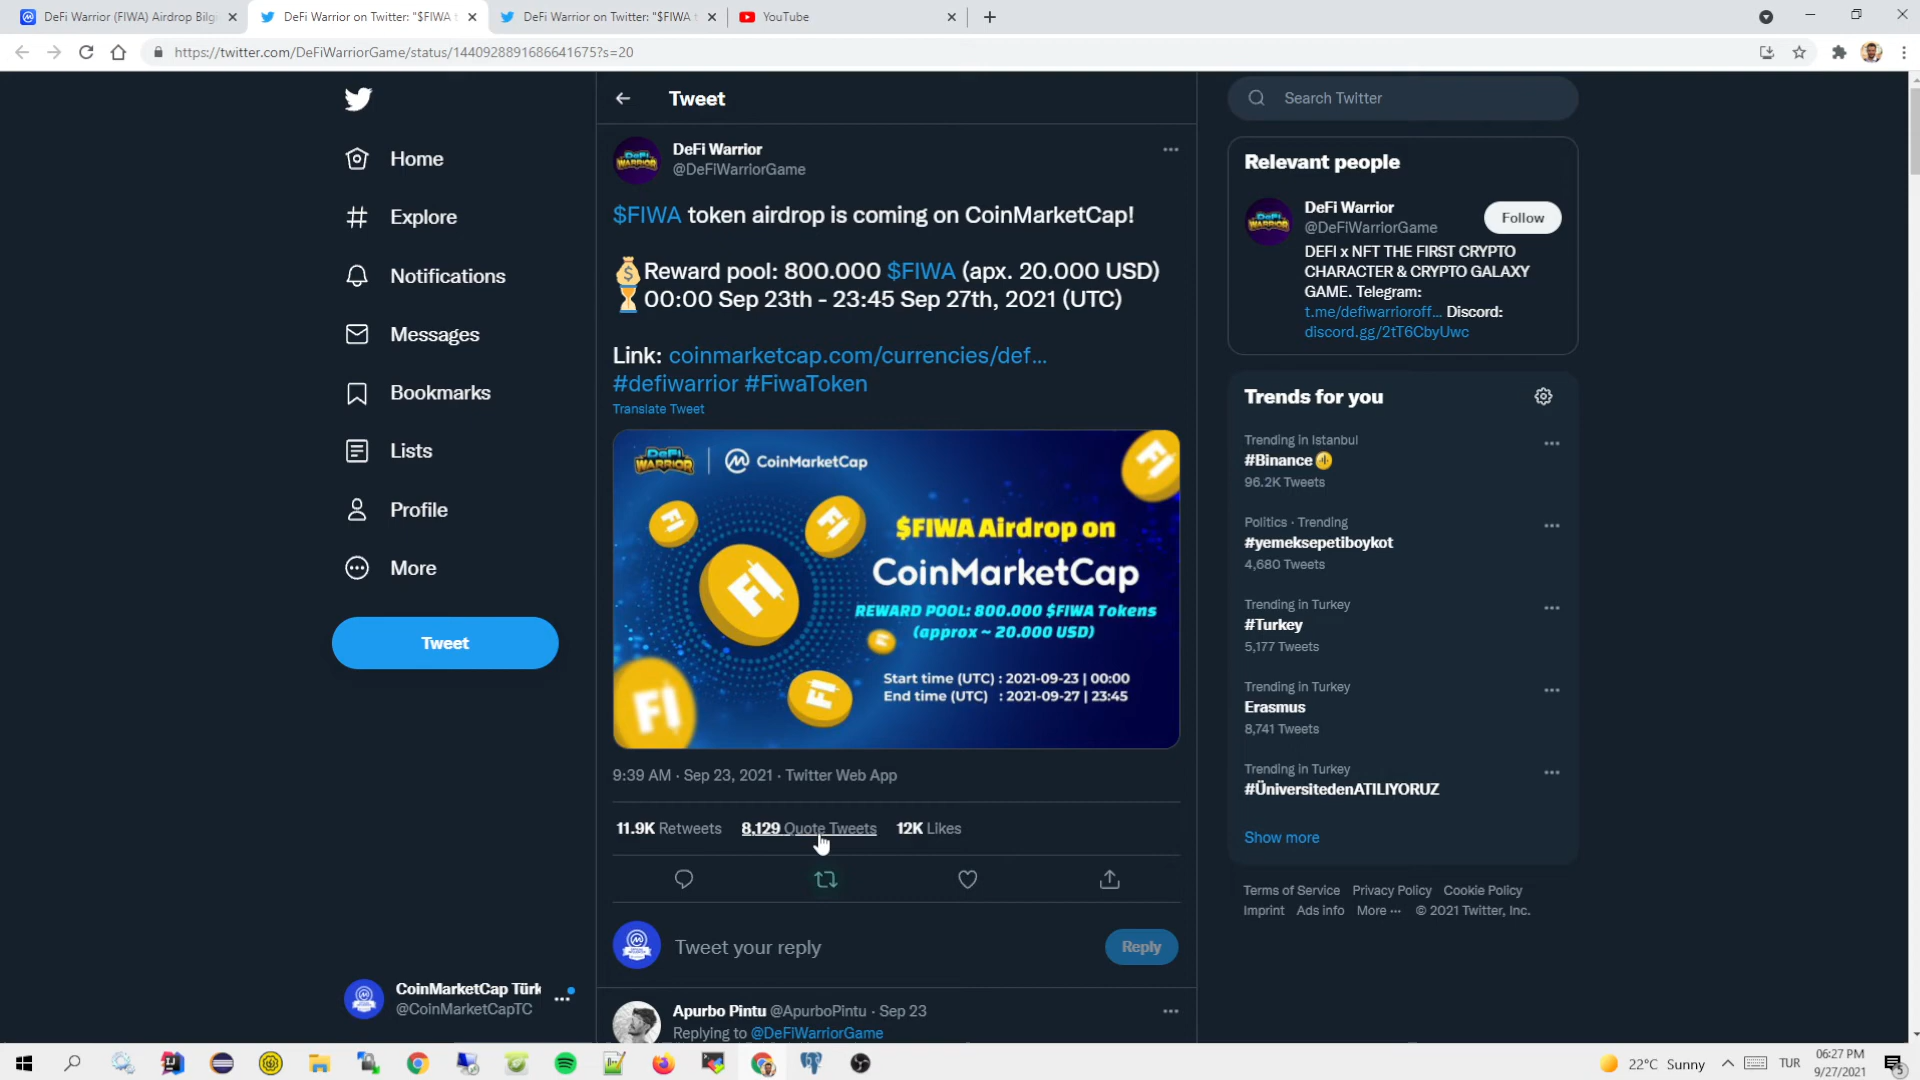 DeFi Warrior (FIWA) Airdrop Bilgi
DeFi Warrior on Twitter: "$FIWA t
DeFi Warrior on Twitter: "$FIWA t
YouTube
https://twitter.com/DeFiWarriorGame/status/1440928891686641675?s=20
Tweet
Search Twitter
Home
Explore
Notifications
Messages
Bookmarks
Lists
Profile
More
Tweet
CoinMarketCap Türk
@CoinMarketCapTC
DeFi Warrior
@DeFiWarriorGame
$FIWA token airdrop is coming on CoinMarketCap!
Reward pool: 800.000 $FIWA (apx. 20.000 USD)
00:00 Sep 23th - 23:45 Sep 27th, 2021 (UTC)
Link: coinmarketcap.com/currencies/def...
#defiwarrior #FiwaToken
Translate Tweet
DeFi
WARRIOR
CoinMarketCap
$FIWA Airdrop on
CoinMarketCap
REWARD POOL: 800.000 $FIWA Tokens
(approx ~ 20.000 USD)
Start time (UTC) : 2021-09-23 | 00:00
End time (UTC) : 2021-09-27 | 23:45
FI
FI
FI
FI
FI
FI
9:39 AM · Sep 23, 2021 · Twitter Web App
11.9K Retweets 8,129 Quote Tweets 12K Likes
Tweet your reply
Reply
Apurbo Pintu @ApurboPintu · Sep 23
Replying to @DeFiWarriorGame
Relevant people
DeFi Warrior
@DeFiWarriorGame
Follow
DEFI x NFT THE FIRST CRYPTO
CHARACTER & CRYPTO GALAXY
GAME. Telegram:
t.me/defiwarrioroff... Discord:
discord.gg/2tT6CbyUwc
Trends for you
Trending in Istanbul
#Binance
96.2K Tweets
Politics · Trending
#yemeksepetiboykot
4,680 Tweets
Trending in Turkey
#Turkey
5,177 Tweets
Trending in Turkey
Erasmus
8,741 Tweets
Trending in Turkey
#ÜniversitedenATILIYORUZ
Show more
Terms of Service Privacy Policy Cookie Policy
Imprint Ads info More ··· © 2021 Twitter, Inc.
22°C Sunny
TUR
06:27 PM
9/27/2021
5